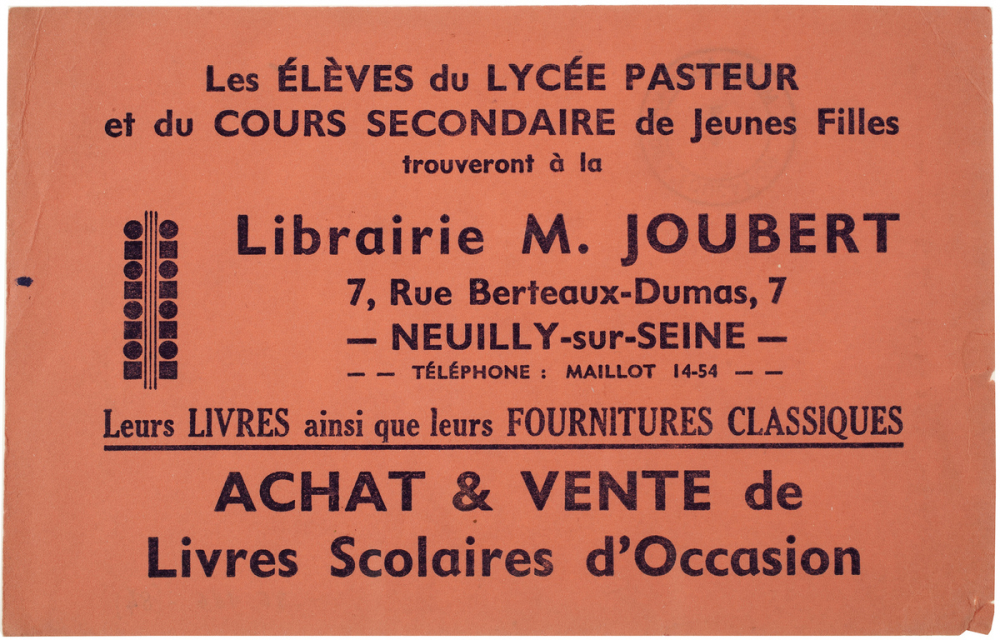 Les ÉLÈVES du LYCÉE PASTEUR
et du COURS SECONDAIRE de Jeunes Filles
trouveront à la
Librairie M. JOUBERT
7, Rue Berteaux-Dumas, 7
— NEUILLY-sur-SEINE —
— — TÉLÉPHONE : MAILLOT 14-54 — —
Leurs LIVRES ainsi que leurs FOURNITURES CLASSIQUES
ACHAT & VENTE de
Livres Scolaires d'Occasion